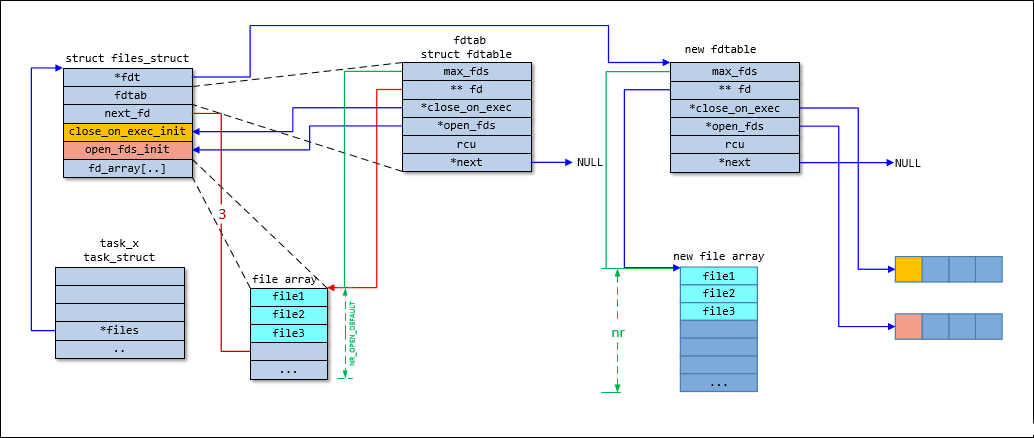 struct files_struct
*fdt
fdtab
next_fd
close_on_exec_init
open_fds_init
fd_array[..]
fdtab
struct fdtable
max_fds
** fd
*close_on_exec
*open_fds
rcu
*next
NULL
new fdtable
max_fds
** fd
*close_on_exec
*open_fds
rcu
*next
NULL
3
task_x
task_struct
*files
..
file array
file1
file2
file3
...
NR_OPEN_DEFAULT
new file array
file1
file2
file3
...
nr